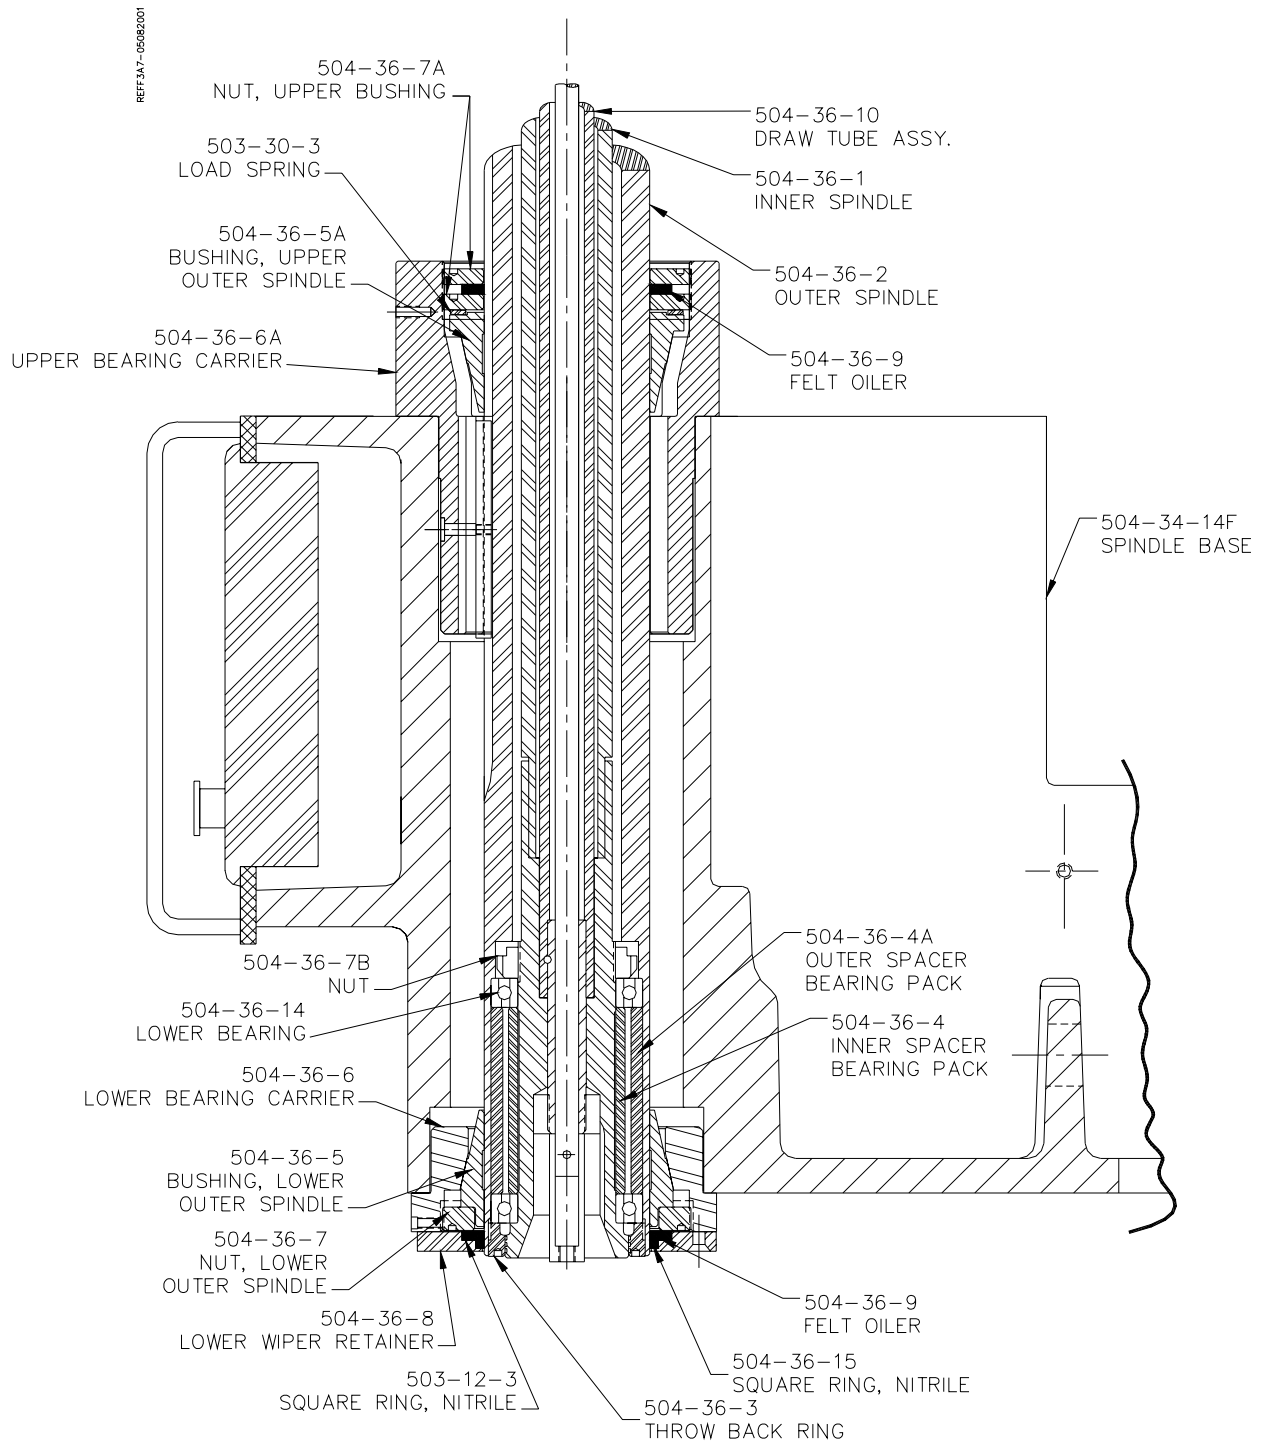 REFF3A7-05082001
504-36-7A
NUT, UPPER BUSHING
503-30-3
LOAD SPRING
504-36-5A
BUSHING, UPPER
OUTER SPINDLE
504-36-6A
UPPER BEARING CARRIER
504-36-10
DRAW TUBE ASSY.
504-36-1
INNER SPINDLE
504-36-2
OUTER SPINDLE
504-36-9
FELT OILER
504-34-14F
SPINDLE BASE
504-36-7B
NUT
504-36-14
LOWER BEARING
504-36-6
LOWER BEARING CARRIER
504-36-5
BUSHING, LOWER
OUTER SPINDLE
504-36-7
NUT, LOWER
OUTER SPINDLE
504-36-8
LOWER WIPER RETAINER
503-12-3
SQUARE RING, NITRILE
504-36-4A
OUTER SPACER
BEARING PACK
504-36-4
INNER SPACER
BEARING PACK
504-36-9
FELT OILER
504-36-15
SQUARE RING, NITRILE
504-36-3
THROW BACK RING